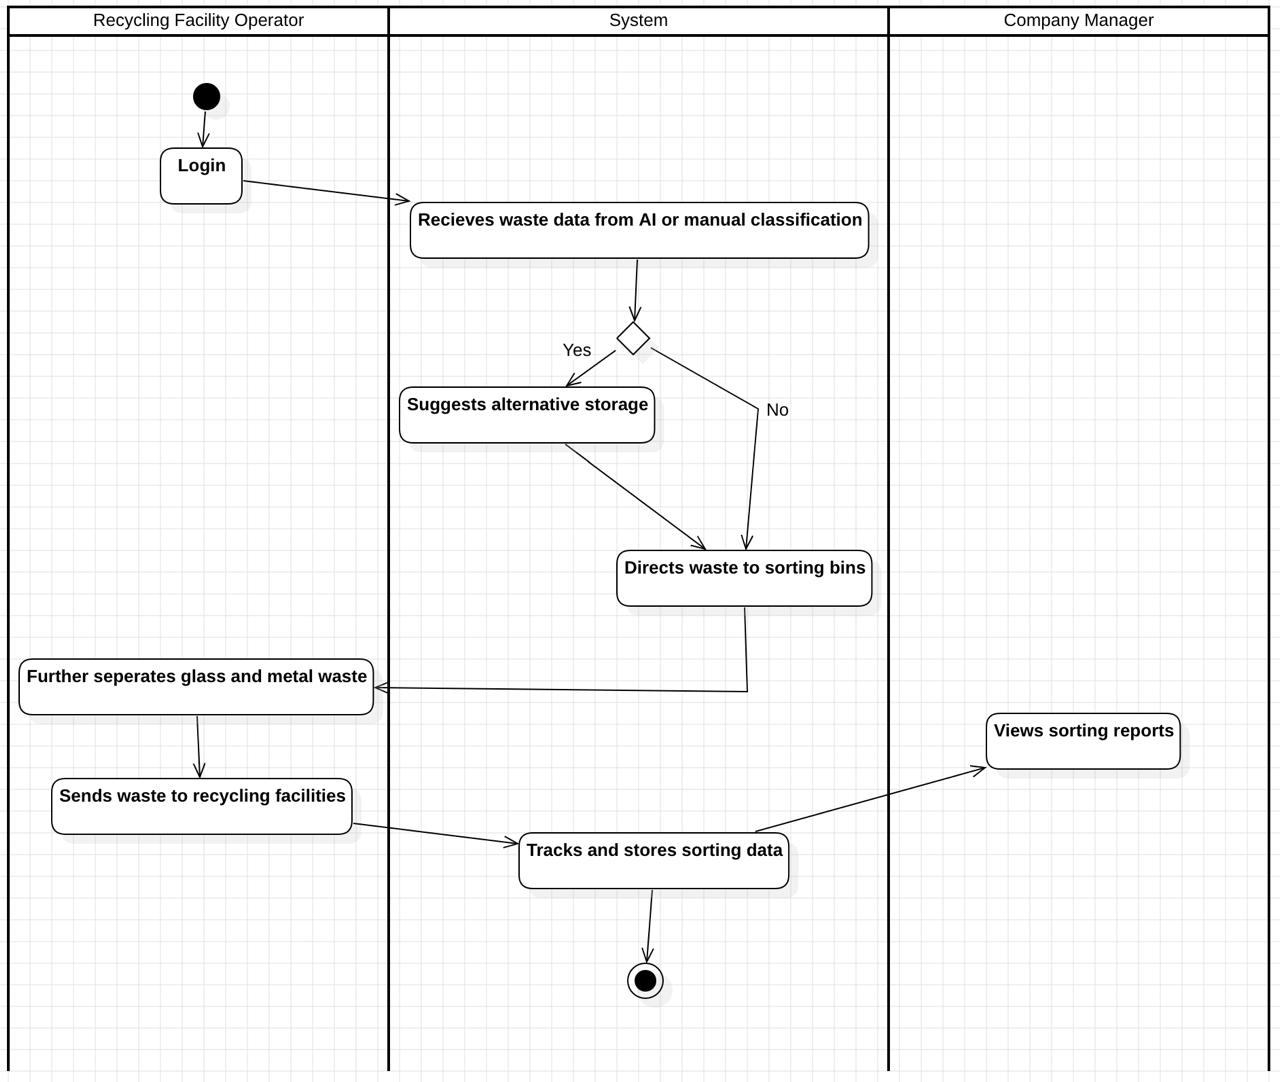 Recycling Facility Operator
System
Company Manager
Login
Recieves waste data from AI or manual classification
Yes
Suggests alternative storage
No
Directs waste to sorting bins
Further seperates glass and metal waste
Views sorting reports
Sends waste to recycling facilities
Tracks and stores sorting data